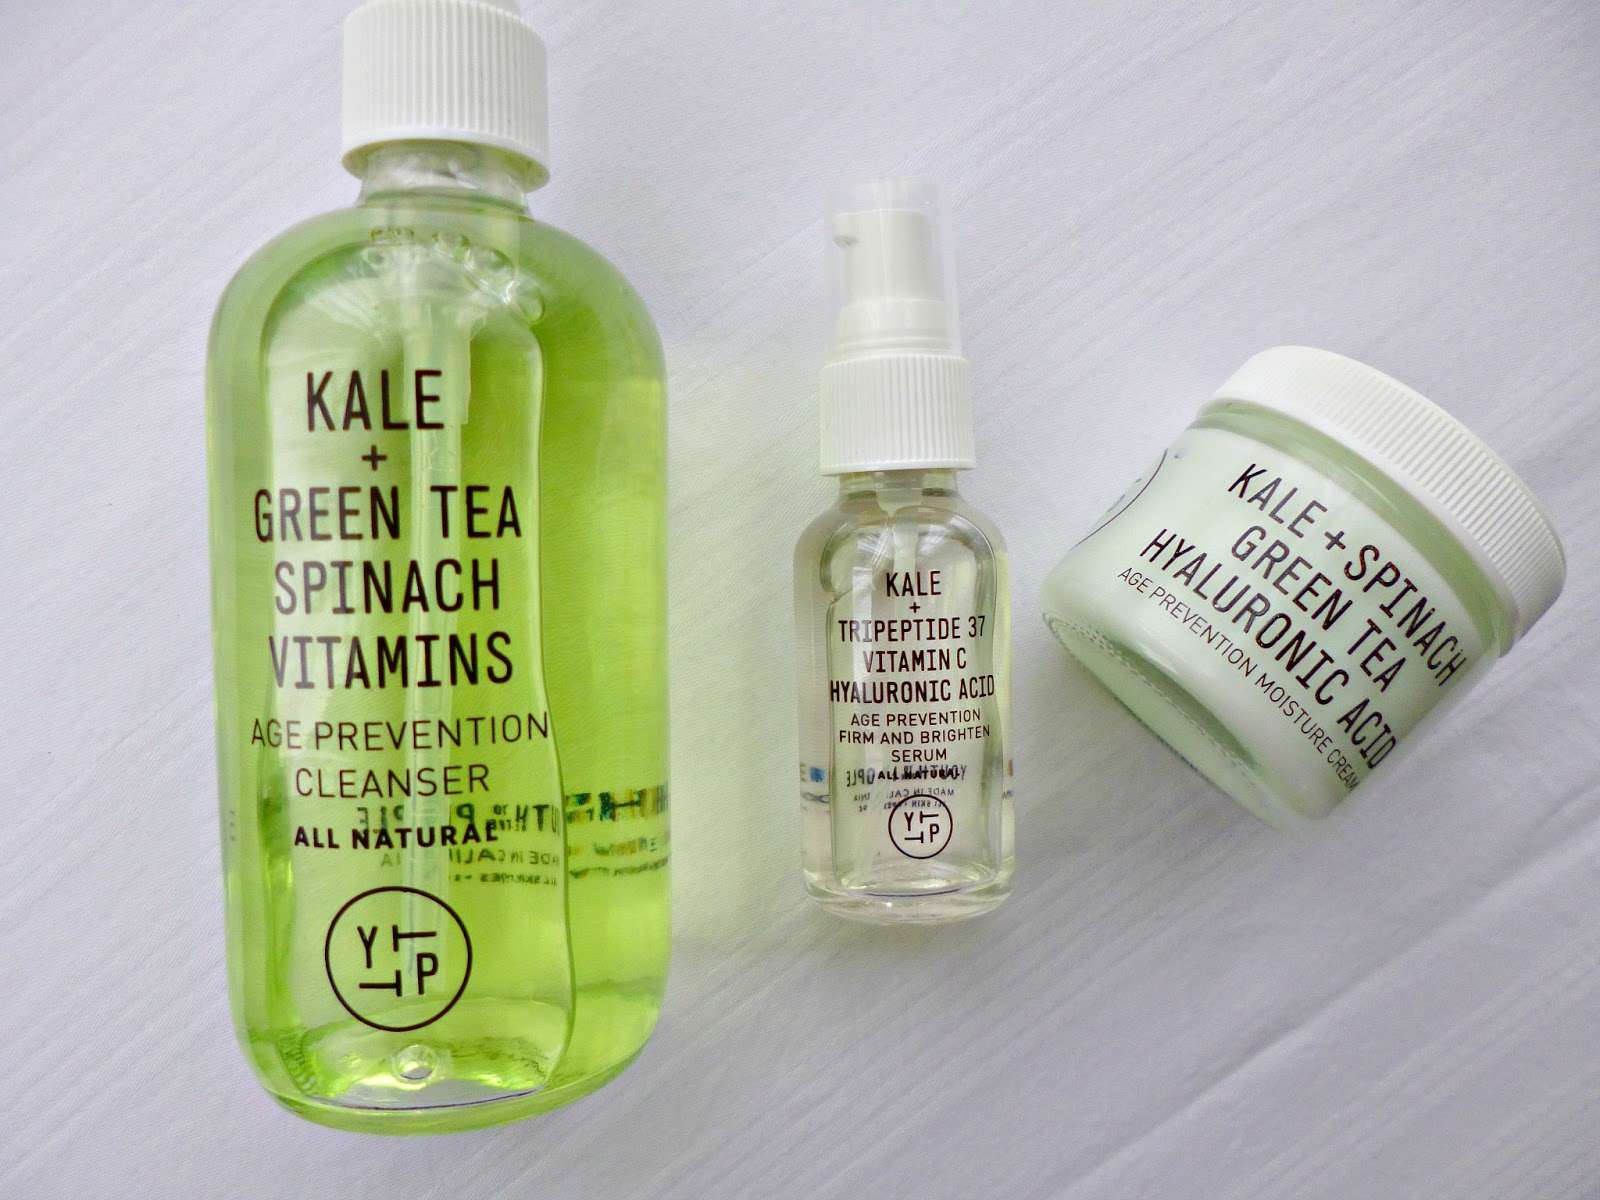 KALE
+
GREEN TEA
SPINACH
VITAMINS
AGE PREVENTION
CLEANSER
ALL NATURAL
Y T
T P
KALE
+
TRIPEPTIDE 37
VITAMIN C
HYALURONIC ACID
AGE PREVENTION
FIRM AND BRIGHTEN
SERUM
ALL NATURAL
Y T
T P
KALE + SPINACH
GREEN TEA
HYALURONIC ACID
AGE PREVENTION MOISTURE CREAM